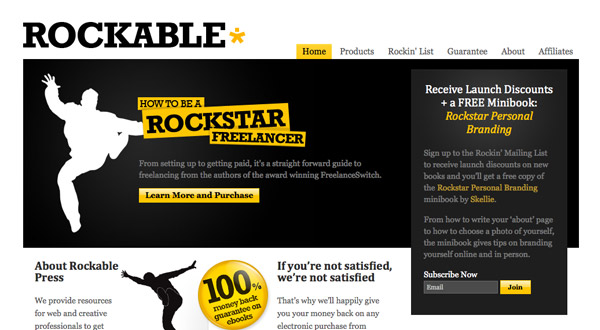 ROCKABLE*
Home Products Rockin' List Guarantee About Affiliates
HOW TO BE A
ROCKSTAR
FREELANCER
From setting up to getting paid, it's a straight forward guide to
freelancing from the authors of the award winning FreelanceSwitch.
Learn More and Purchase
Receive Launch Discounts
+ a FREE Minibook:
Rockstar Personal
Branding
Sign up to the Rockin' Mailing List
to receive launch discounts on new
books and you'll get a free copy of
the Rockstar Personal Branding
minibook by Skellie.
From how to write your 'about' page
to how to choose a photo of yourself,
the minibook gives tips on branding
yourself online and in person.
Subscribe Now
Email Join
About Rockable
Press
We provide resources
for web and creative
professionals to get
100%
money back
guarantee on
ebooks
If you're not satisfied,
we're not satisfied
That's why we'll happily give
you your money back on any
electronic purchase from